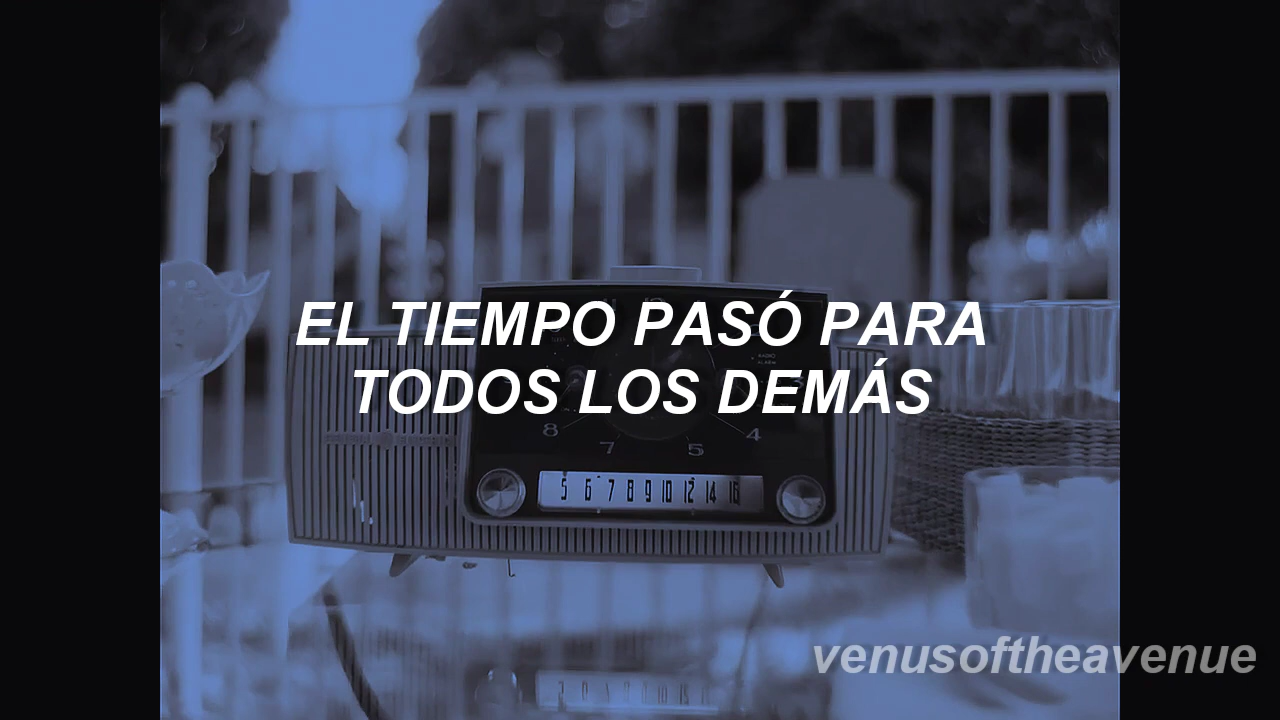 EL TIEMPO PASÓ PARA
TODOS LOS DEMÁS
8
7
5
4
5 6 7 8 9 10 12 14 16
venusoftheavenue